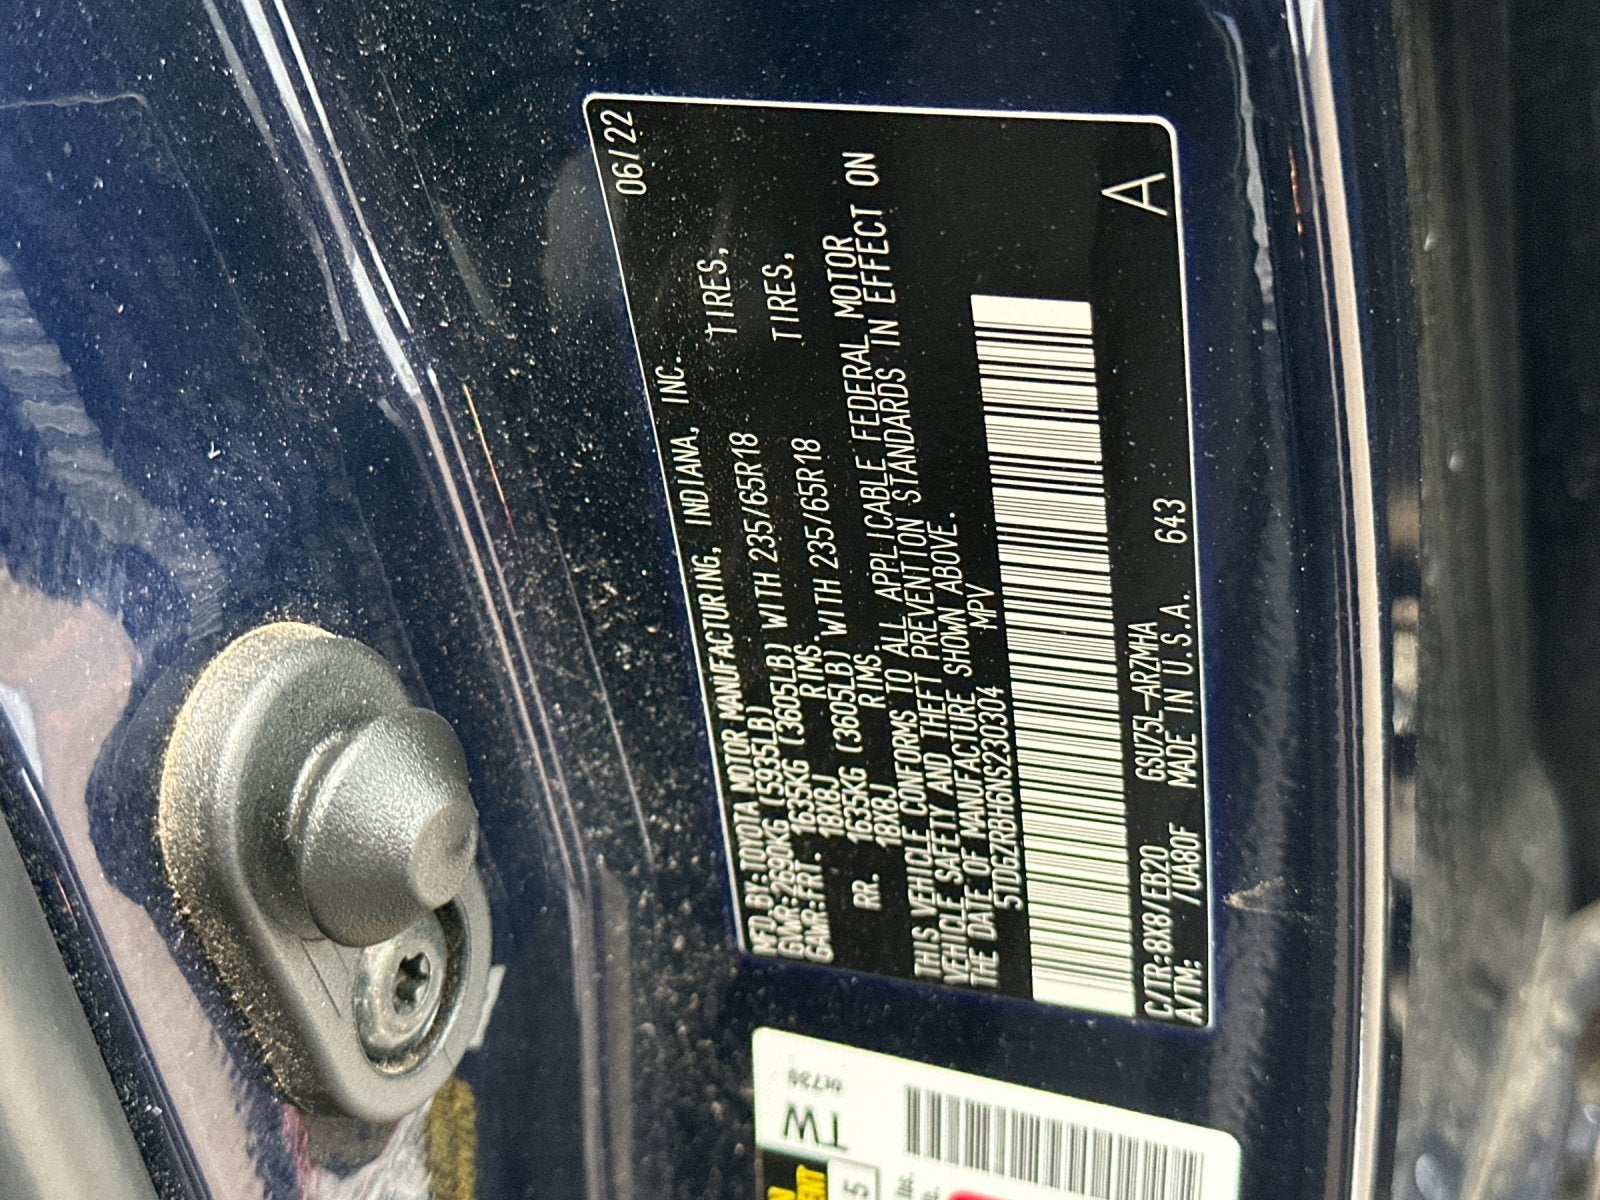 06/22
MFD BY:TOYOTA MOTOR MANUFACTURING, INDIANA, INC.
GVWR:2690KG (5935LB)
GAWR:FRT. 1635KG (3605LB) WITH 235/65R18 TIRES,
18X8J RIMS,
RR. 1635KG (3605LB) WITH 235/65R18 TIRES,
18X8J RIMS.
THIS VEHICLE CONFORMS TO ALL APPLICABLE FEDERAL MOTOR
VEHICLE SAFETY AND THEFT PREVENTION STANDARDS IN EFFECT ON
THE DATE OF MANUFACTURE SHOWN ABOVE.
5TDGZRBH6NS230304 MPV
C/TR:8X8/EB20 GSU75L-ARZMHA
A/TM: /UA80F MADE IN U.S.A. 643 A
TW